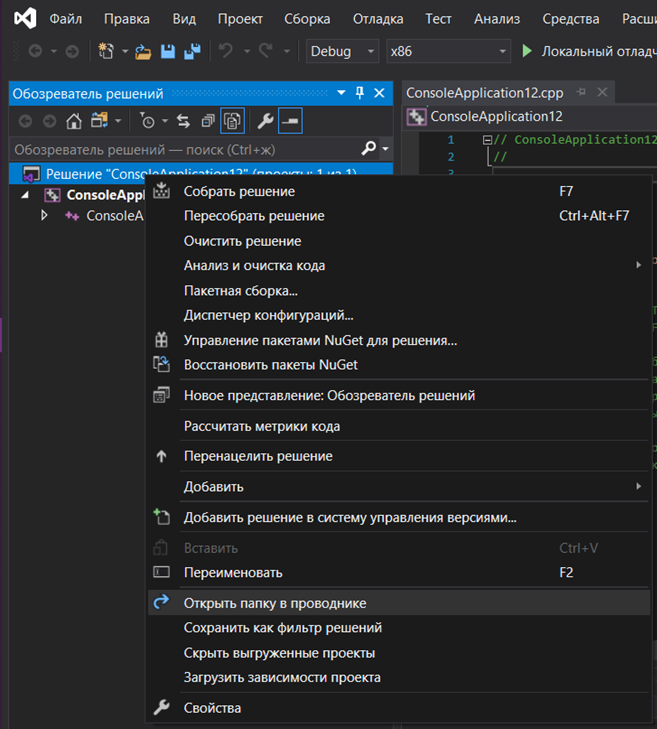 Файл Правка Вид Проект Сборка Отладка Тест Анализ Средства Расши
Debug x86 Локальный отладч
Обозреватель решений
ConsoleApplication12.cpp
Обозреватель решений — поиск (Ctrl+ж)
ConsoleApplication12
Решение "ConsoleApplication12" (проекты: 1 из 1)
ConsoleAppl
ConsoleA
1 // ConsoleApplication12
2 //
3
Собрать решение F7
Пересобрать решение Ctrl+Alt+F7
Очистить решение
Анализ и очистка кода
Пакетная сборка...
Диспетчер конфигураций...
Управление пакетами NuGet для решения...
Восстановить пакеты NuGet
Новое представление: Обозреватель решений
Рассчитать метрики кода
Перенацелить решение
Добавить
Добавить решение в систему управления версиями...
Вставить Ctrl+V
Переименовать F2
Открыть папку в проводнике
Сохранить как фильтр решений
Скрыть выгруженные проекты
Загрузить зависимости проекта
Свойства